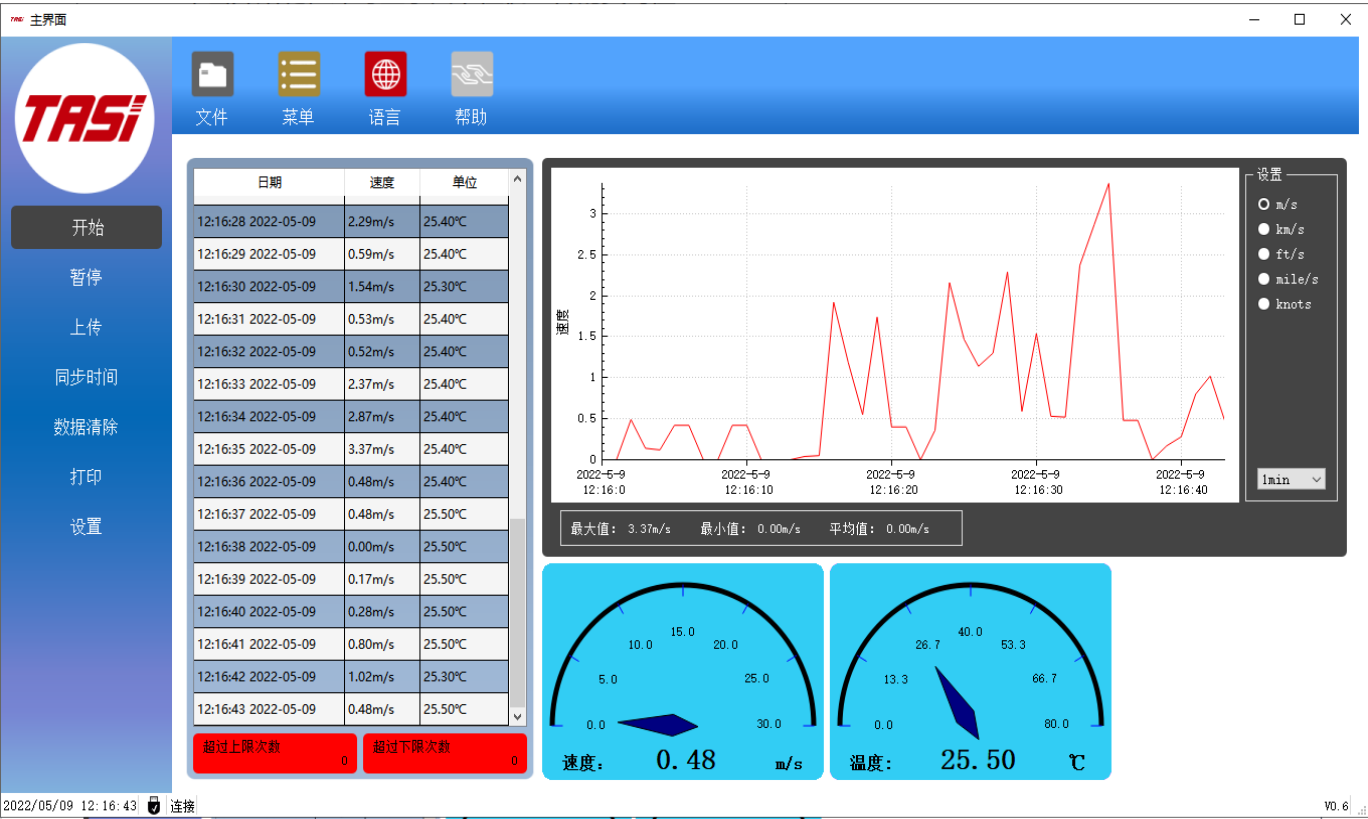 TASI 主界面
TASI
文件 菜单 语言 帮助
开始
暂停
上传
同步时间
数据清除
打印
设置
日期 速度 单位
12:16:28 2022-05-09 2.29m/s 25.40℃
12:16:29 2022-05-09 0.59m/s 25.40℃
12:16:30 2022-05-09 1.54m/s 25.30℃
12:16:31 2022-05-09 0.53m/s 25.40℃
12:16:32 2022-05-09 0.52m/s 25.40℃
12:16:33 2022-05-09 2.37m/s 25.40℃
12:16:34 2022-05-09 2.87m/s 25.40℃
12:16:35 2022-05-09 3.37m/s 25.40℃
12:16:36 2022-05-09 0.48m/s 25.40℃
12:16:37 2022-05-09 0.48m/s 25.50℃
12:16:38 2022-05-09 0.00m/s 25.50℃
12:16:39 2022-05-09 0.17m/s 25.50℃
12:16:40 2022-05-09 0.28m/s 25.50℃
12:16:41 2022-05-09 0.80m/s 25.50℃
12:16:42 2022-05-09 1.02m/s 25.30℃
12:16:43 2022-05-09 0.48m/s 25.50℃
超过上限次数 0
超过下限次数 0
速度
3
2.5
2
1.5
1
0.5
0
2022-5-9 2022-5-9 2022-5-9 2022-5-9 2022-5-9
12:16:0 12:16:10 12:16:20 12:16:30 12:16:40
设置
m/s
km/s
ft/s
mile/s
knots
1min
最大值: 3.37m/s 最小值: 0.00m/s 平均值: 0.00m/s
0.0 5.0 10.0 15.0 20.0 25.0 30.0
速度: 0.48 m/s
0.0 13.3 26.7 40.0 53.3 66.7 80.0
温度: 25.50 ℃
2022/05/09 12:16:43 连接 V0.6